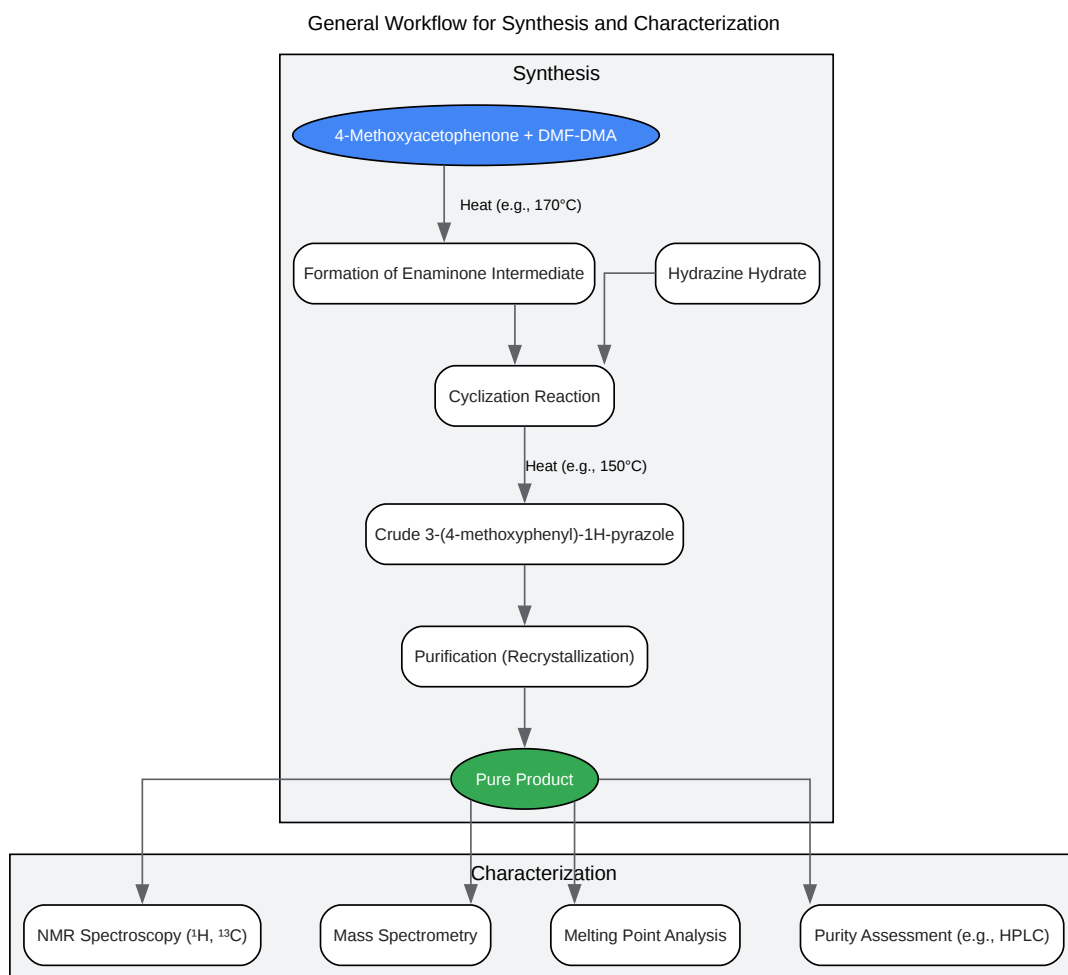 General Workflow for Synthesis and Characterization
Synthesis
4-Methoxyacetophenone + DMF-DMA
Heat (e.g., 170°C)
Formation of Enaminone Intermediate
Hydrazine Hydrate
Cyclization Reaction
Heat (e.g., 150°C)
Crude 3-(4-methoxyphenyl)-1H-pyrazole
Purification (Recrystallization)
Pure Product
Characterization
NMR Spectroscopy (¹H, ¹³C)
Mass Spectrometry
Melting Point Analysis
Purity Assessment (e.g., HPLC)